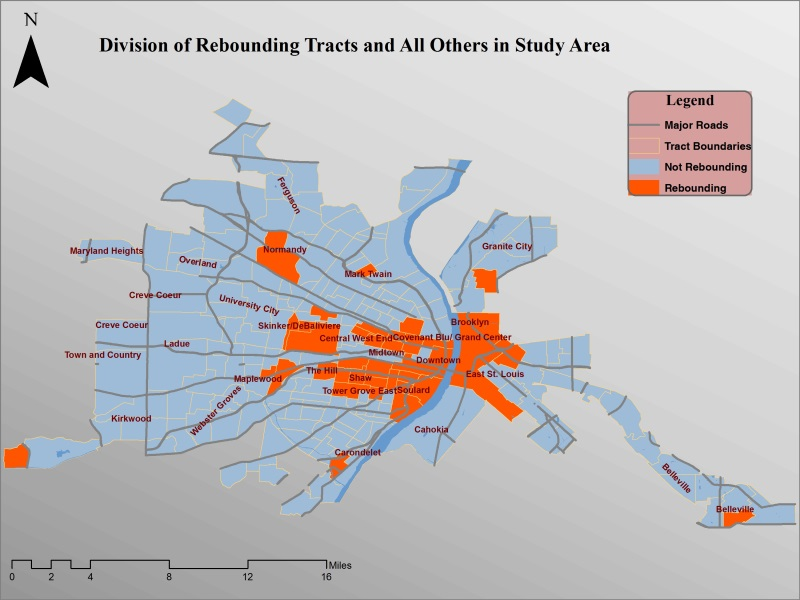 N
Division of Rebounding Tracts and All Others in Study Area
Legend
Major Roads
Tract Boundaries
Not Rebounding
Rebounding
Ferguson
Maryland Heights
Normandy
Granite City
Overland
Mark Twain
Creve Coeur
University City
Creve Coeur
Skinker/DeBaliviere
Brooklyn
Ladue
Central West End
Covenant Blu/ Grand Center
Town and Country
Midtown
Downtown
The Hill
East St. Louis
Maplewood
Shaw
Tower Grove East
Soulard
Webster Groves
Kirkwood
Cahokia
Carondelet
Belleville
Belleville
Miles
0 2 4 8 12 16